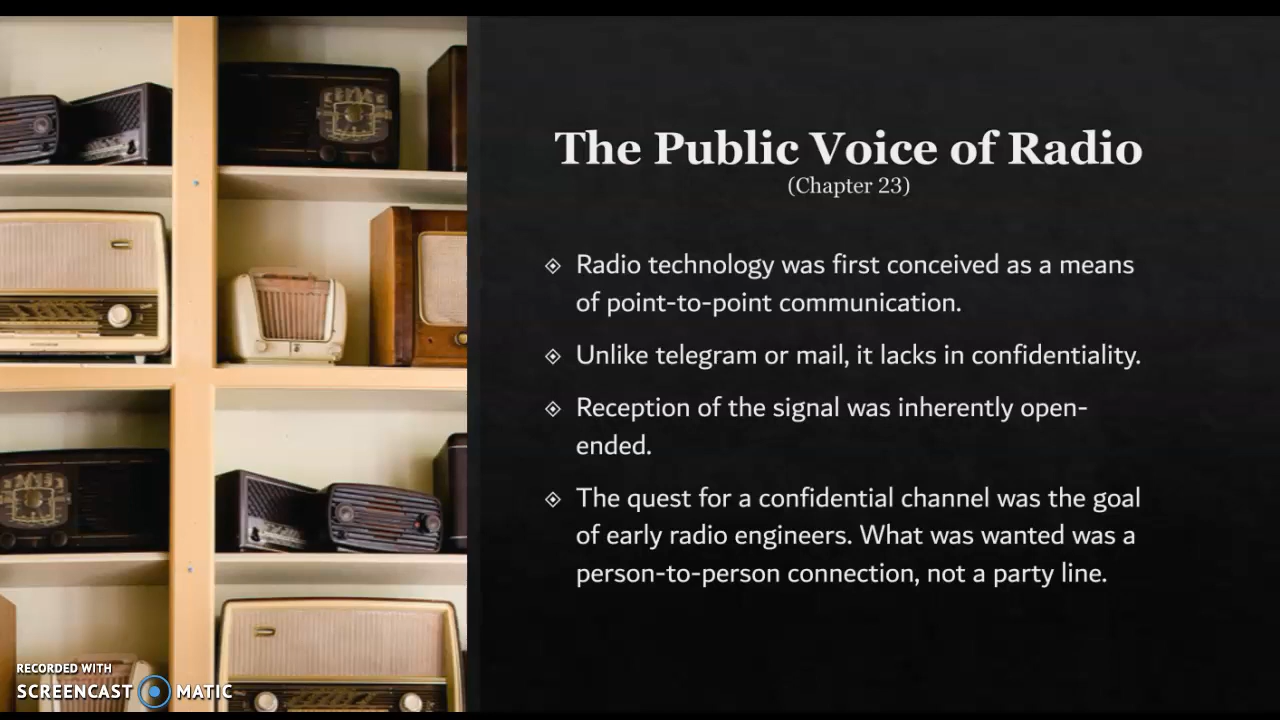 The Public Voice of Radio
(Chapter 23)
Radio technology was first conceived as a means
of point-to-point communication.
Unlike telegram or mail, it lacks in confidentiality.
Reception of the signal was inherently open-
ended.
The quest for a confidential channel was the goal
of early radio engineers. What was wanted was a
person-to-person connection, not a party line.
RECORDED WITH
SCREENCAST MATIC